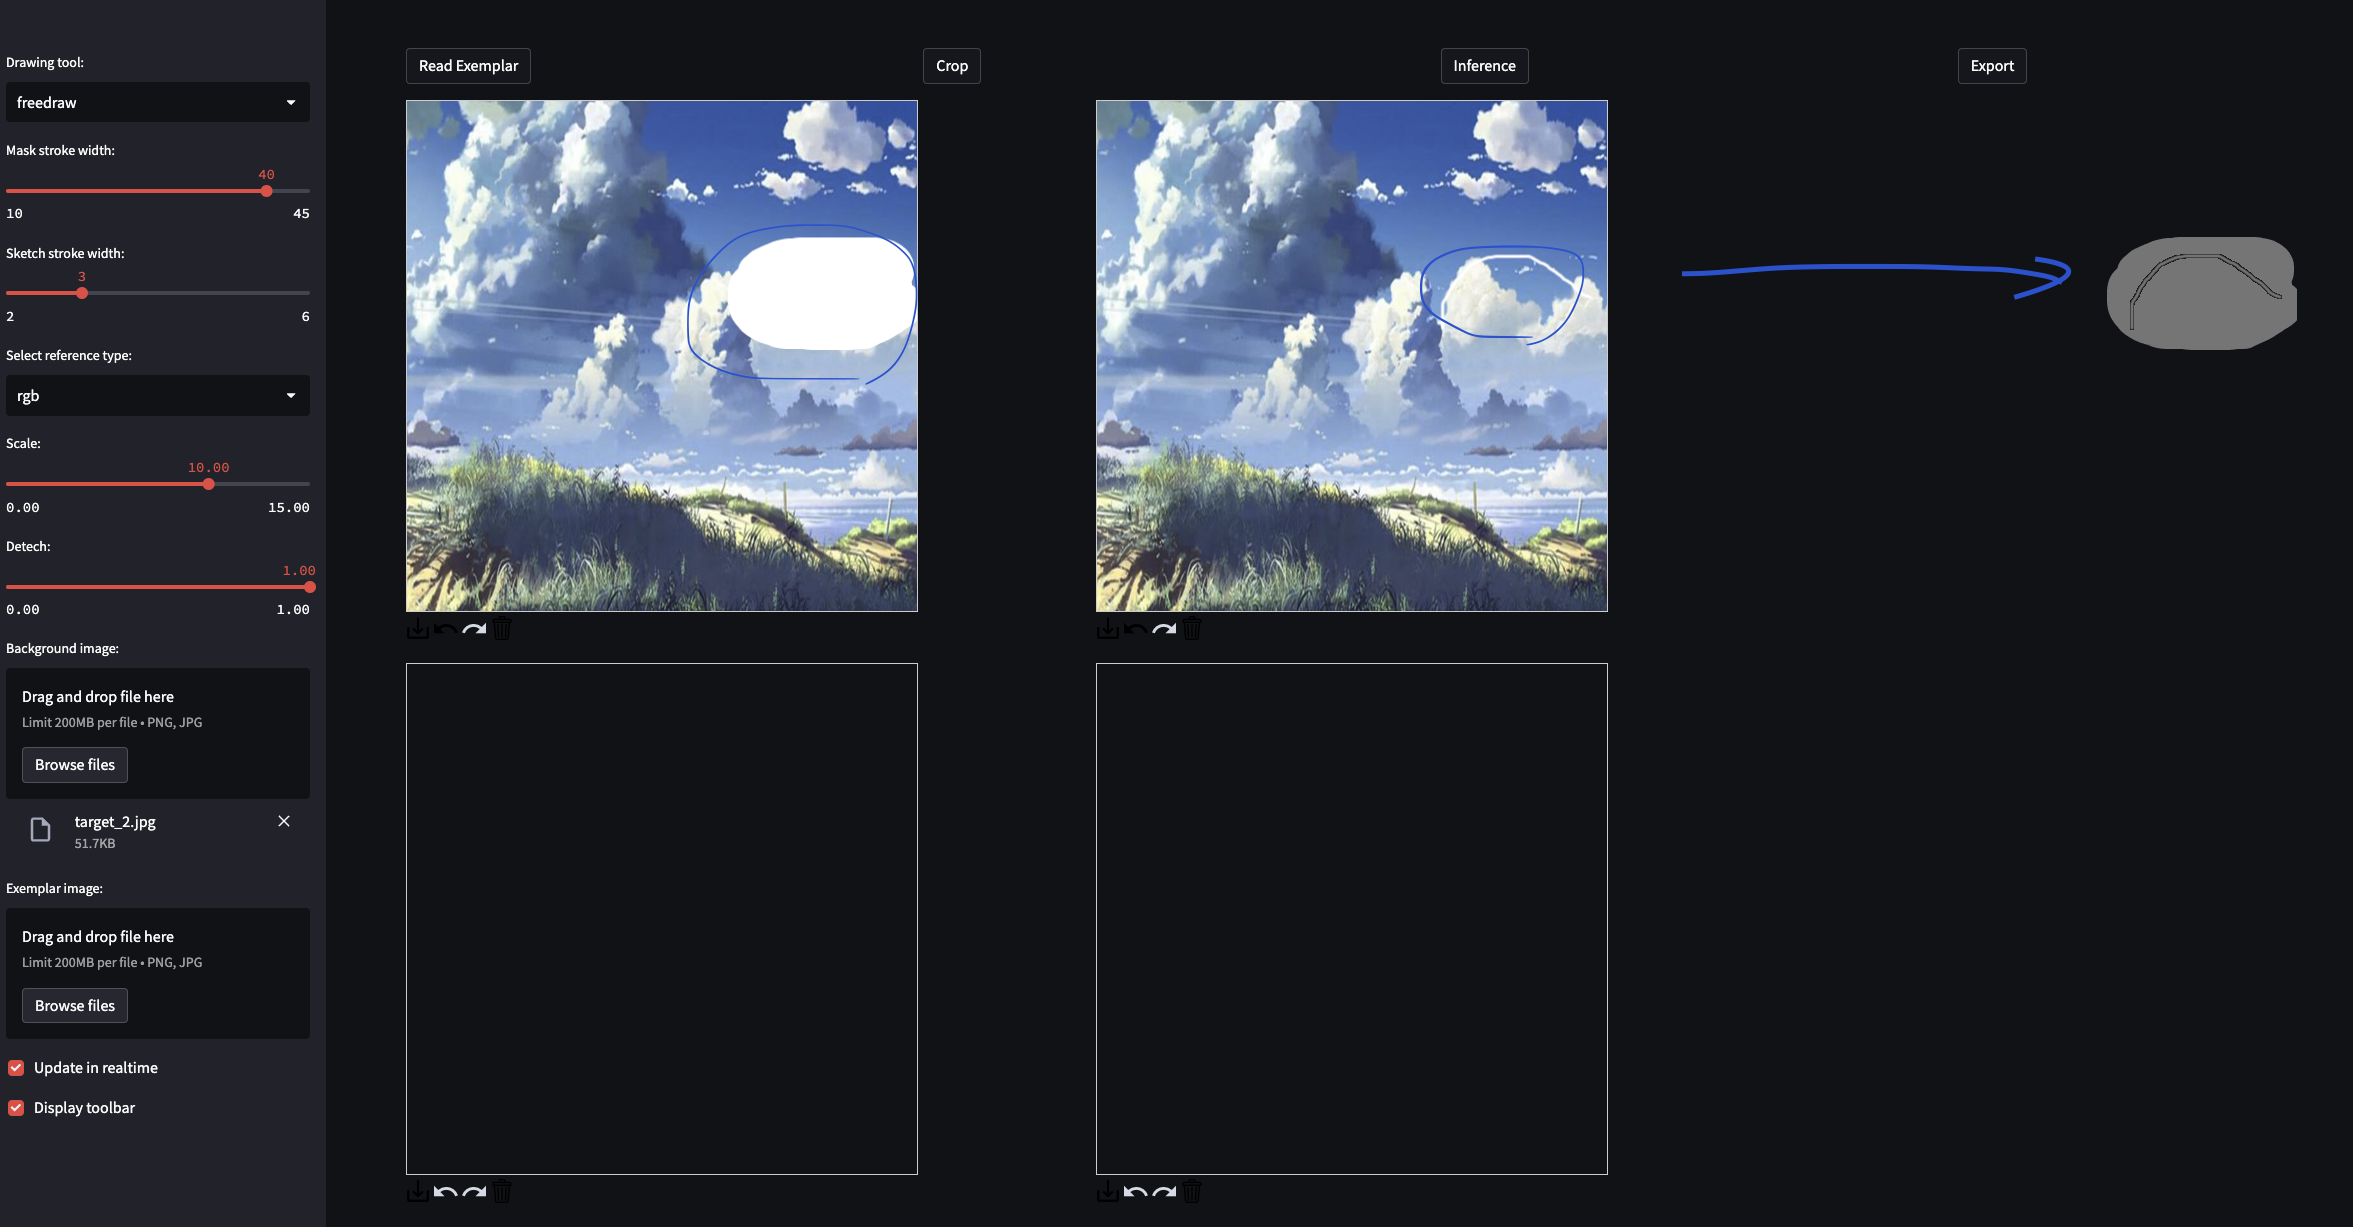 Drawing tool:
freedraw
Mask stroke width:
40
10 45
Sketch stroke width:
3
2 6
Select reference type:
rgb
Scale:
10.00
0.00 15.00
Detech:
1.00
0.00 1.00
Background image:
Drag and drop file here
Limit 200MB per file • PNG, JPG
Browse files
target_2.jpg
51.7KB
Exemplar image:
Drag and drop file here
Limit 200MB per file • PNG, JPG
Browse files
Update in realtime
Display toolbar
Read Exemplar Crop Inference Export